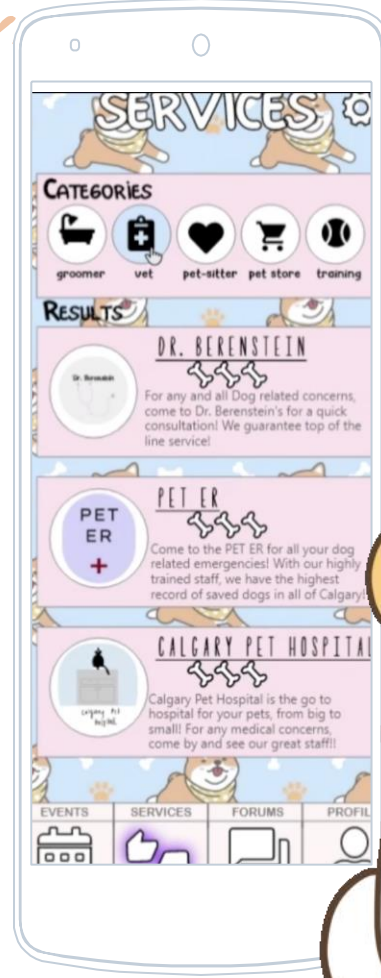 SERVICES
CATEGORIES
groomer vet pet-sitter pet store training
RESULTS
DR. BERENSTEIN
Dr. Berenstein
For any and all Dog related concerns,
come to Dr. Berenstein's for a quick
consultation! We guarantee top of the
line service!
PET ER
PET
ER
Come to the PET ER for all your dog
related emergencies! With our highly
trained staff, we have the highest
record of saved dogs in all of Calgary!
CALGARY PET HOSPITAL
calgary Pet
hospital
Calgary Pet Hospital is the go to
hospital for your pets, from big to
small! For any medical concerns,
come by and see our great staff!!
EVENTS SERVICES FORUMS PROFIL